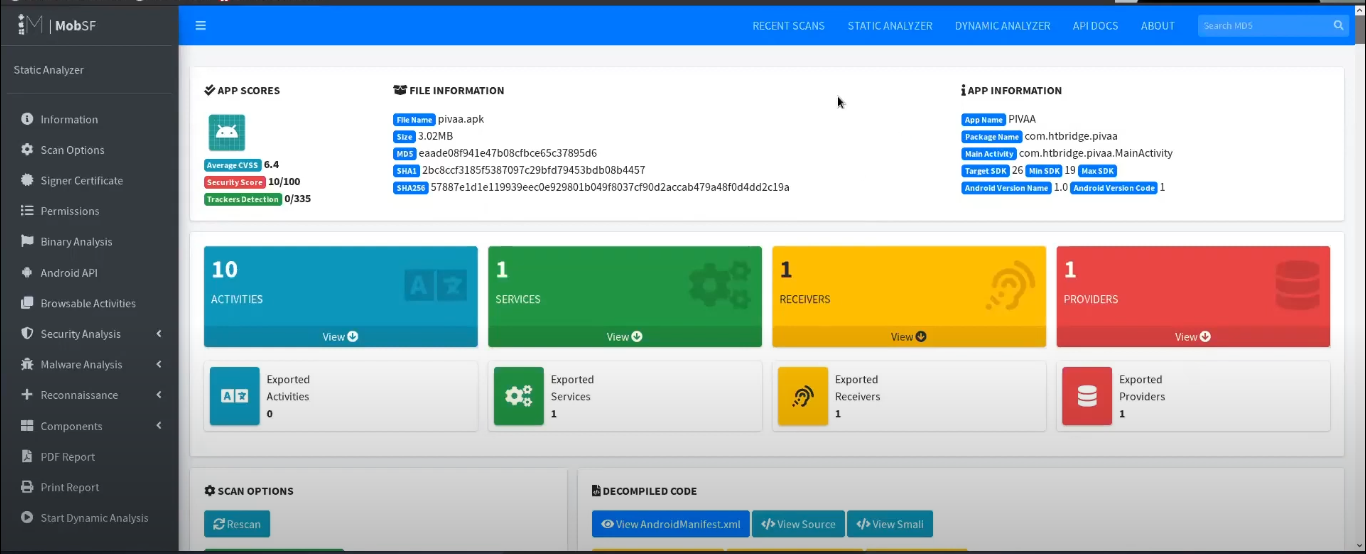 MobSF
RECENT SCANS STATIC ANALYZER DYNAMIC ANALYZER API DOCS ABOUT Search MD5
Static Analyzer
Information
Scan Options
Signer Certificate
Permissions
Binary Analysis
Android API
Browsable Activities
Security Analysis
Malware Analysis
Reconnaissance
Components
PDF Report
Print Report
Start Dynamic Analysis
APP SCORES
Average CVSS 6.4
Security Score 10/100
Trackers Detection 0/335
FILE INFORMATION
File Name pivaa.apk
Size 3.02MB
MD5 eaade08f941e47b08cfbce65c37895d6
SHA1 2bc8ccf3185f5387097c29bfd79453bdb08b4457
SHA256 57887e1d1e119939eec0e929801b049f8037cf90d2accab479a48f0d4dd2c19a
APP INFORMATION
App Name PIVAA
Package Name com.htbridge.pivaa
Main Activity com.htbridge.pivaa.MainActivity
Target SDK 26 Min SDK 19 Max SDK
Android Version Name 1.0 Android Version Code 1
10
ACTIVITIES
View
1
SERVICES
View
1
RECEIVERS
View
1
PROVIDERS
View
Exported
Activities
0
Exported
Services
1
Exported
Receivers
1
Exported
Providers
1
SCAN OPTIONS
Rescan
DECOMPILED CODE
View AndroidManifest.xml View Source View Smali